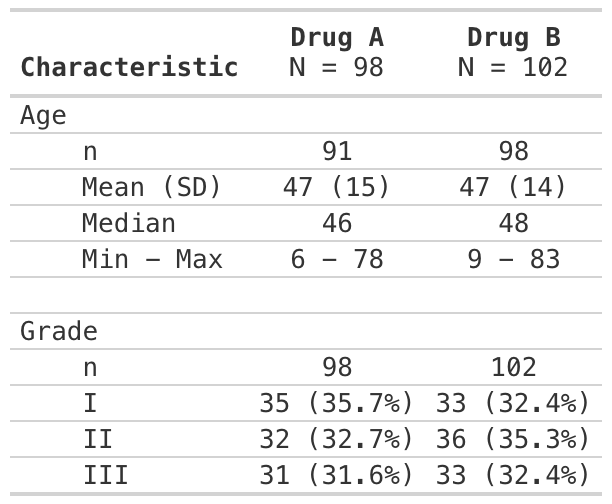 Drug A Drug B
Characteristic N = 98 N = 102
Age
n 91 98
Mean (SD) 47 (15) 47 (14)
Median 46 48
Min – Max 6 – 78 9 – 83
Grade
n 98 102
I 35 (35.7%) 33 (32.4%)
II 32 (32.7%) 36 (35.3%)
III 31 (31.6%) 33 (32.4%)